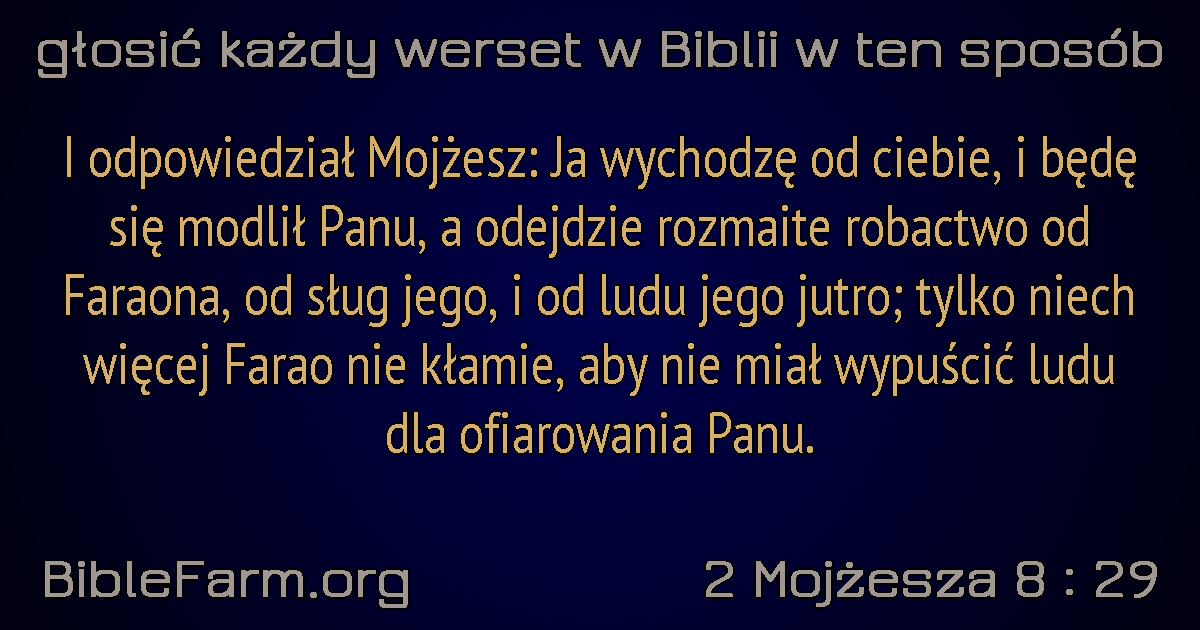 głosić każdy werset w Biblii w ten sposób
I odpowiedział Mojżesz: Ja wychodzę od ciebie, i będę
się modlił Panu, a odejdzie rozmaite robactwo od
Faraona, od sług jego, i od ludu jego jutro; tylko niech
więcej Farao nie kłamie, aby nie miał wypuścić ludu
dla ofiarowania Panu.
BibleFarm.org
2 Mojżesza 8 : 29